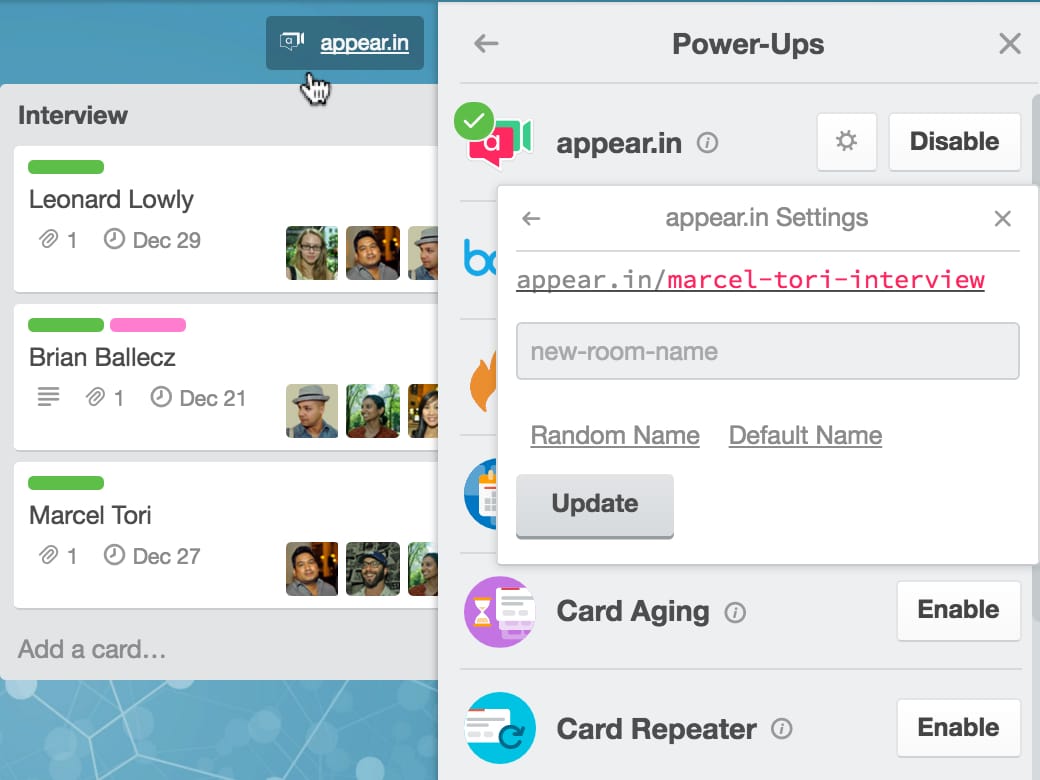 appear.in
Interview
Leonard Lowly
1 Dec 29
Brian Ballecz
1 Dec 21
Marcel Tori
1 Dec 27
Add a card…
Power-Ups
appear.in
Disable
appear.in Settings
appear.in/marcel-tori-interview
new-room-name
Random Name Default Name
Update
Card Aging
Enable
Card Repeater
Enable